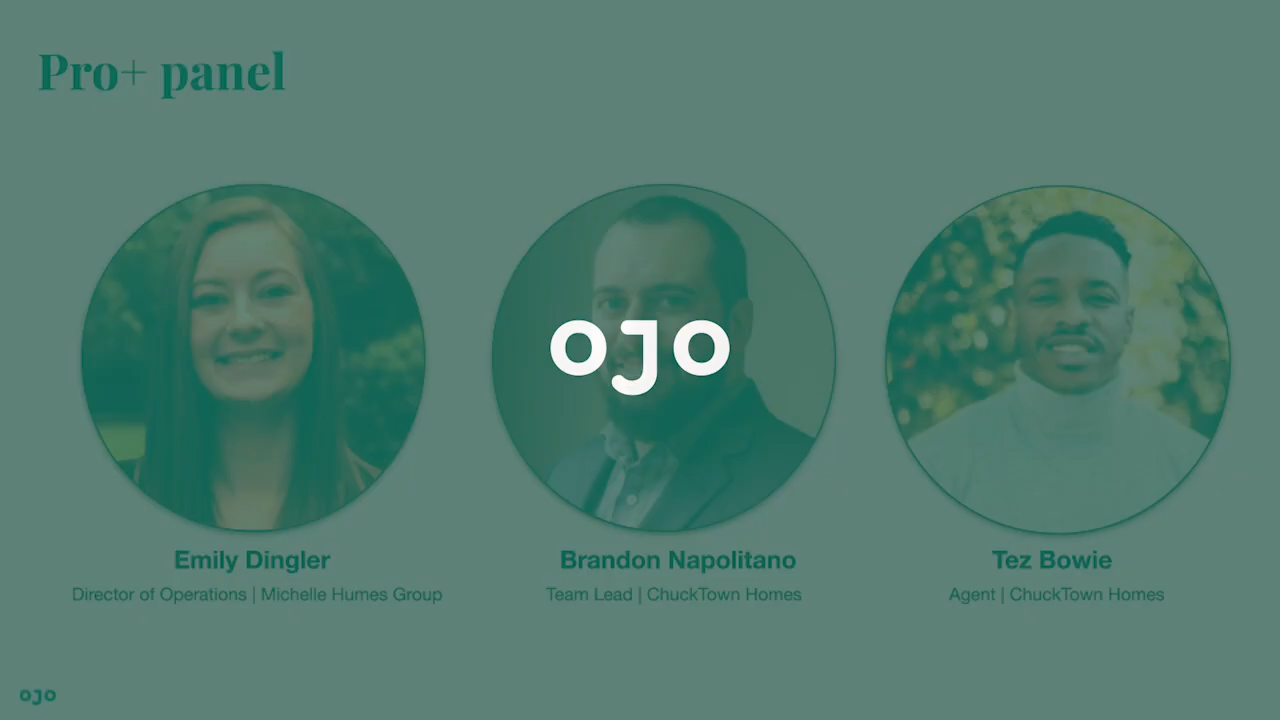 Pro+ panel
ojo
Emily Dingler
Director of Operations | Michelle Humes Group
Brandon Napolitano
Team Lead | ChuckTown Homes
Tez Bowie
Agent | ChuckTown Homes
ojo